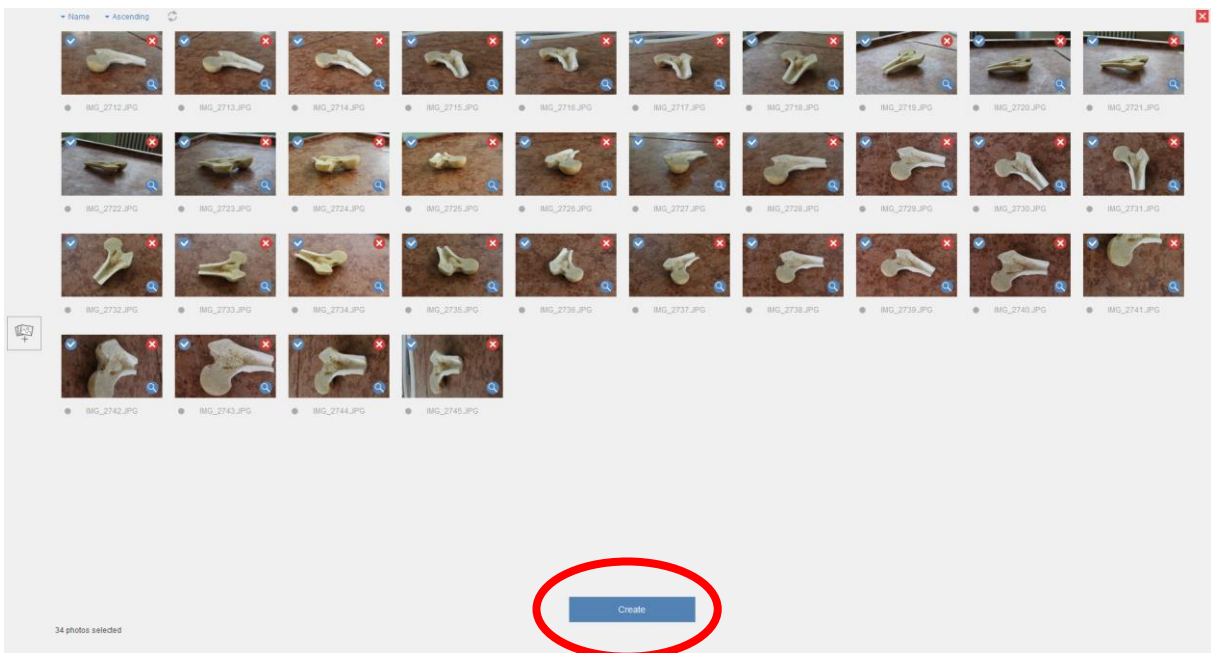 Name Ascending
IMG_2712.JPG IMG_2713.JPG IMG_2714.JPG IMG_2715.JPG IMG_2716.JPG IMG_2717.JPG IMG_2718.JPG IMG_2719.JPG IMG_2720.JPG IMG_2721.JPG
IMG_2722.JPG IMG_2723.JPG IMG_2724.JPG IMG_2725.JPG IMG_2726.JPG IMG_2727.JPG IMG_2728.JPG IMG_2729.JPG IMG_2730.JPG IMG_2731.JPG
IMG_2732.JPG IMG_2733.JPG IMG_2734.JPG IMG_2735.JPG IMG_2736.JPG IMG_2737.JPG IMG_2738.JPG IMG_2739.JPG IMG_2740.JPG IMG_2741.JPG
IMG_2742.JPG IMG_2743.JPG IMG_2744.JPG IMG_2745.JPG
Create
34 photos selected